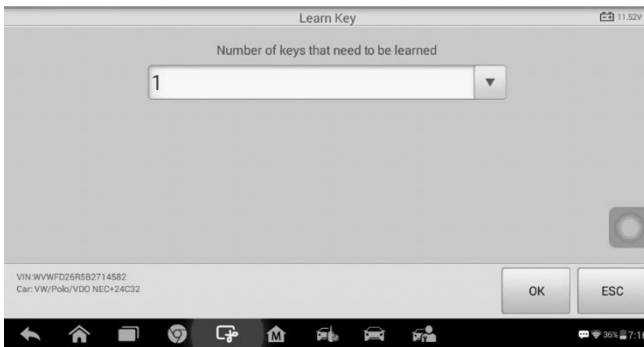 Learn Key
11.52V
Number of keys that need to be learned
1
VIN:WVWFD26R5B2714582
Car: VW/Polo/VDO NEC+24C32
OK
ESC
M
36%